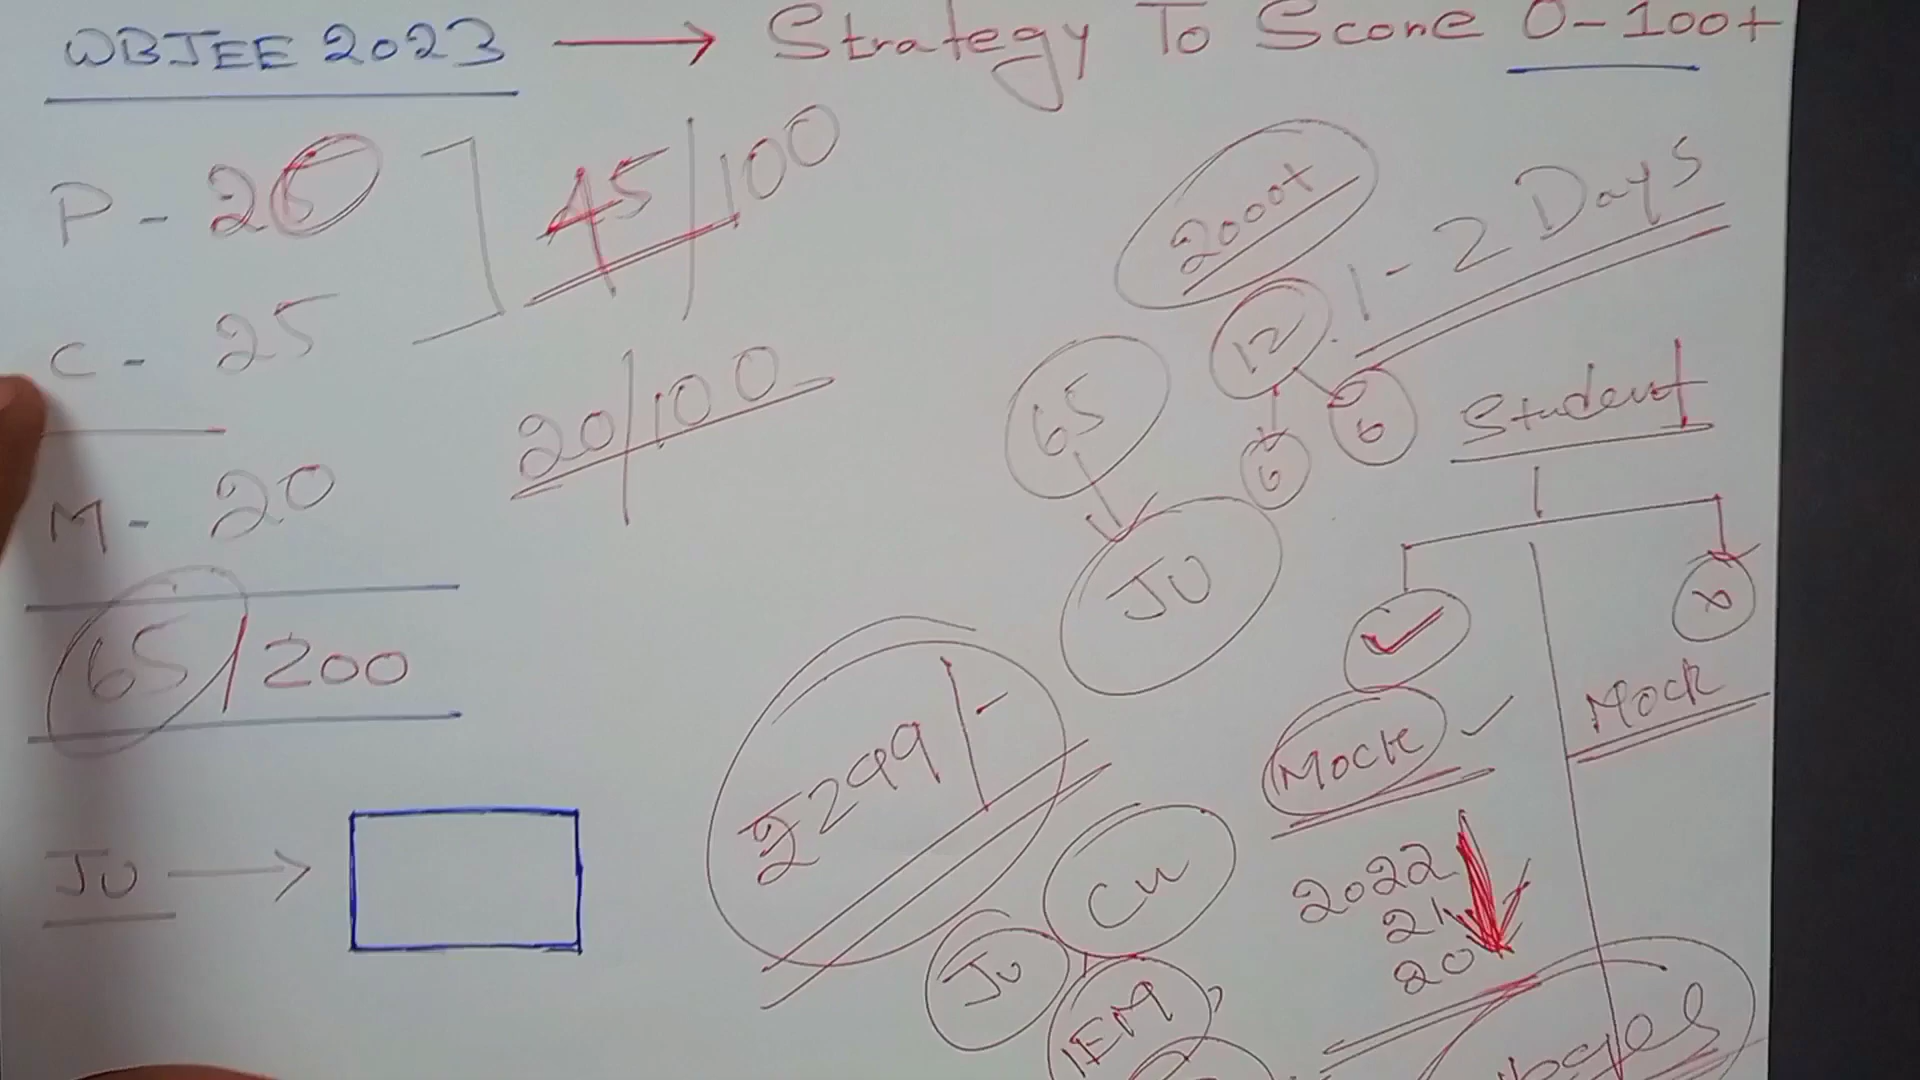 WBJEE 2023 → Strategy To Score 0-100+
P - 20
45/100
C - 25
20/100
M - 20
65/200
JU →
2000+
1-2 Days
12
6
6
65
JU
Student
✓
x
Mock ✓
Mock
₹299/-
2022
21
20
CU
JU
IEM